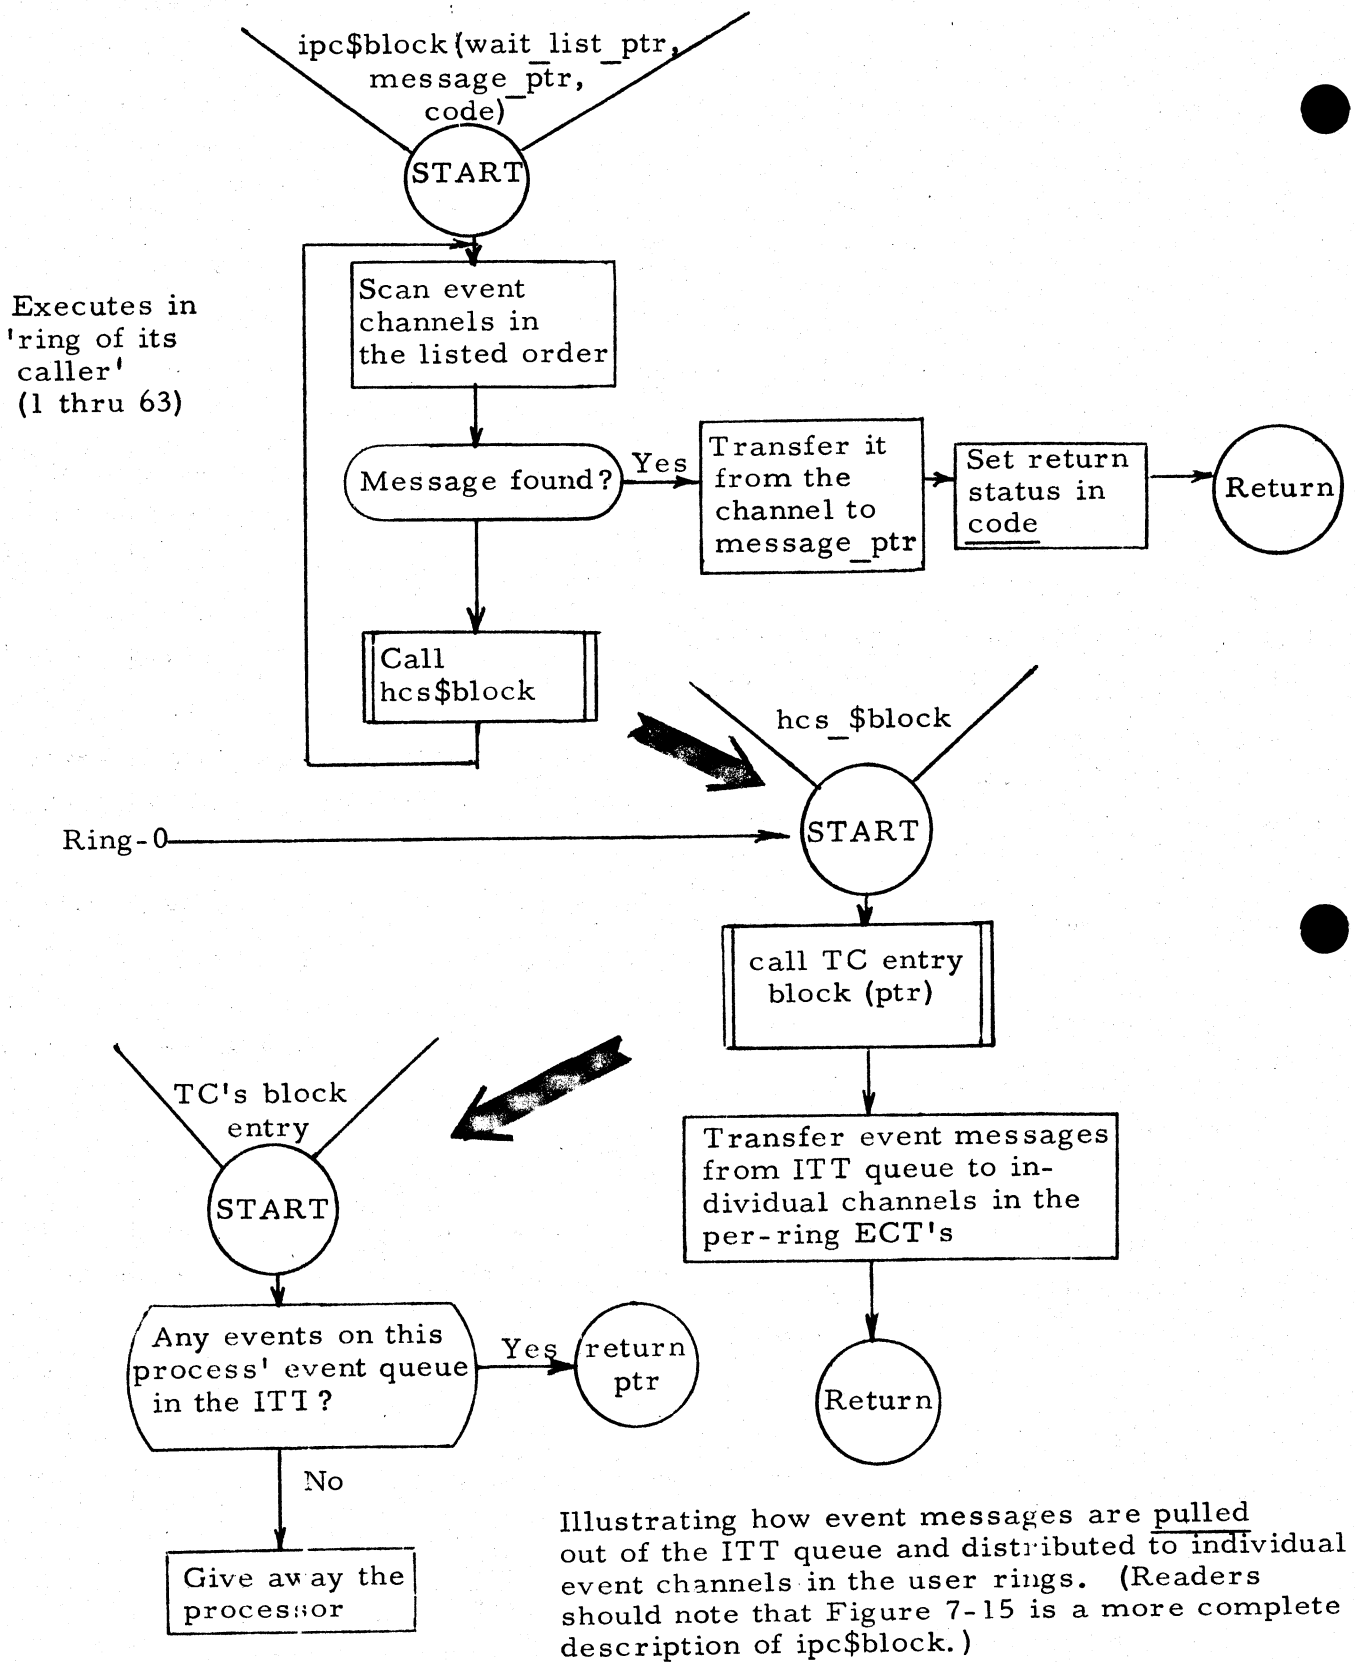 ipc$block(wait_list_ptr,
message_ptr,
code)
START
Executes in
'ring of its
caller'
(1 thru 63)
Scan event
channels in
the listed order
Message found?
Yes
Transfer it
from the
channel to
message_ptr
Set return
status in
code
Return
Call
hcs$block
hcs_$block
Ring-0
START
call TC entry
block (ptr)
Transfer event messages
from ITT queue to in-
dividual channels in the
per-ring ECT's
Return
TC's block
entry
START
Any events on this
process' event queue
in the ITT?
Yes
return
ptr
No
Give away the
processor
Illustrating how event messages are pulled
out of the ITT queue and distributed to individual
event channels in the user rings. (Readers
should note that Figure 7-15 is a more complete
description of ipc$block.)